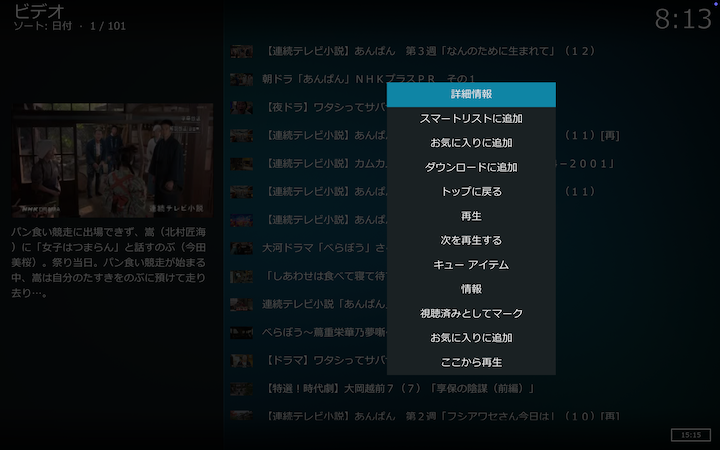 ビデオ
ソート: 日付 ・ 1 / 101
8:13
【連続テレビ小説】あんぱん　第３週「なんのために生まれて」（１２）
朝ドラ「あんぱん」ＮＨＫプラスＰＲ　その１
【夜ドラ】ワタシってサバ
【連続テレビ小説】あんぱ
（１１）[再]
【連続テレビ小説】カムカ
４－２００１」
【連続テレビ小説】あんぱ
（１１）
【連続テレビ小説】あんぱ
大河ドラマ「べらぼう」さ
「しあわせは食べて寝て待
連続テレビ小説「あんぱん
べらぼう～蔦重栄華乃夢噺
【ドラマ】ワタシってサバ
【特選！時代劇】大岡越前７（７）「享保の陰謀（前編）」
【連続テレビ小説】あんぱん　第２週「フシアワセさん今日は」（１０）[再]
詳細情報
スマートリストに追加
お気に入りに追加
ダウンロードに追加
トップに戻る
再生
次を再生する
キュー アイテム
情報
視聴済みとしてマーク
お気に入りに追加
ここから再生
連続テレビ小説
パン食い競走に出場できず、嵩（北村匠海
）に「女子はつまらん」と話すのぶ（今田
美桜）。祭り当日。パン食い競走が始まる
中、嵩は自分のたすきをのぶに預けて走り
去り…。
15:15